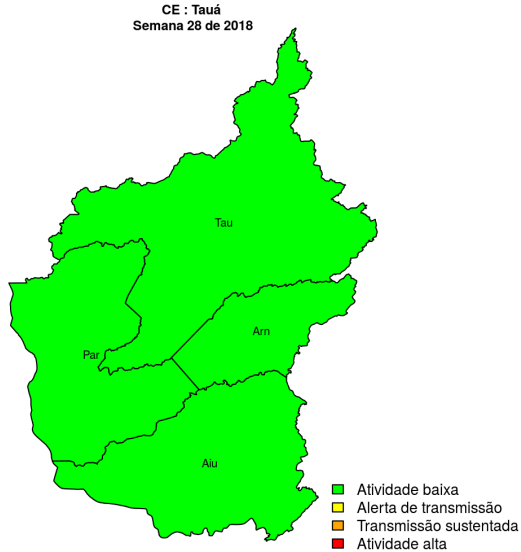 CE : Tauá
Semana 28 de 2018
Tau
Arn
Par
Aiu
Atividade baixa
Alerta de transmissão
Transmissão sustentada
Atividade alta